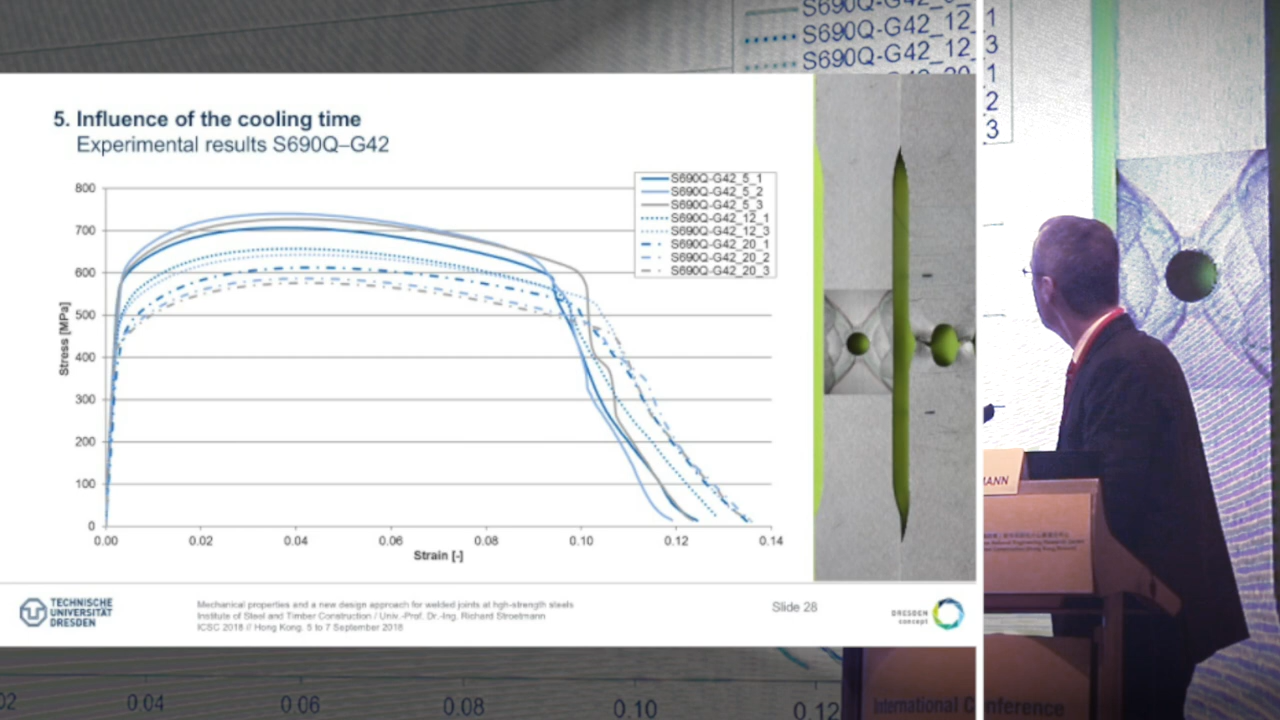 S690Q-G42_12_1
S690Q-G42_12_3
1
2
3
5. Influence of the cooling time
Experimental results S690Q–G42
S690Q-G42_5_1
S690Q-G42_5_2
S690Q-G42_5_3
S690Q-G42_12_1
S690Q-G42_12_3
S690Q-G42_20_1
S690Q-G42_20_2
S690Q-G42_20_3
800
700
600
500
400
300
200
100
0
Stress [MPa]
0.00 0.02 0.04 0.06 0.08 0.10 0.12 0.14
Strain [-]
TECHNISCHE
UNIVERSITÄT
DRESDEN
Mechanical properties and a new design approach for welded joints at hgh-strength steels
Institute of Steel and Timber Construction / Univ.-Prof. Dr.-Ing. Richard Stroetmann
ICSC 2018 // Hong Kong. 5 to 7 September 2018
Slide 28
DRESDEN
concept
MANN
02 0.04 0.06 0.08 0.10 0.12
International Conference